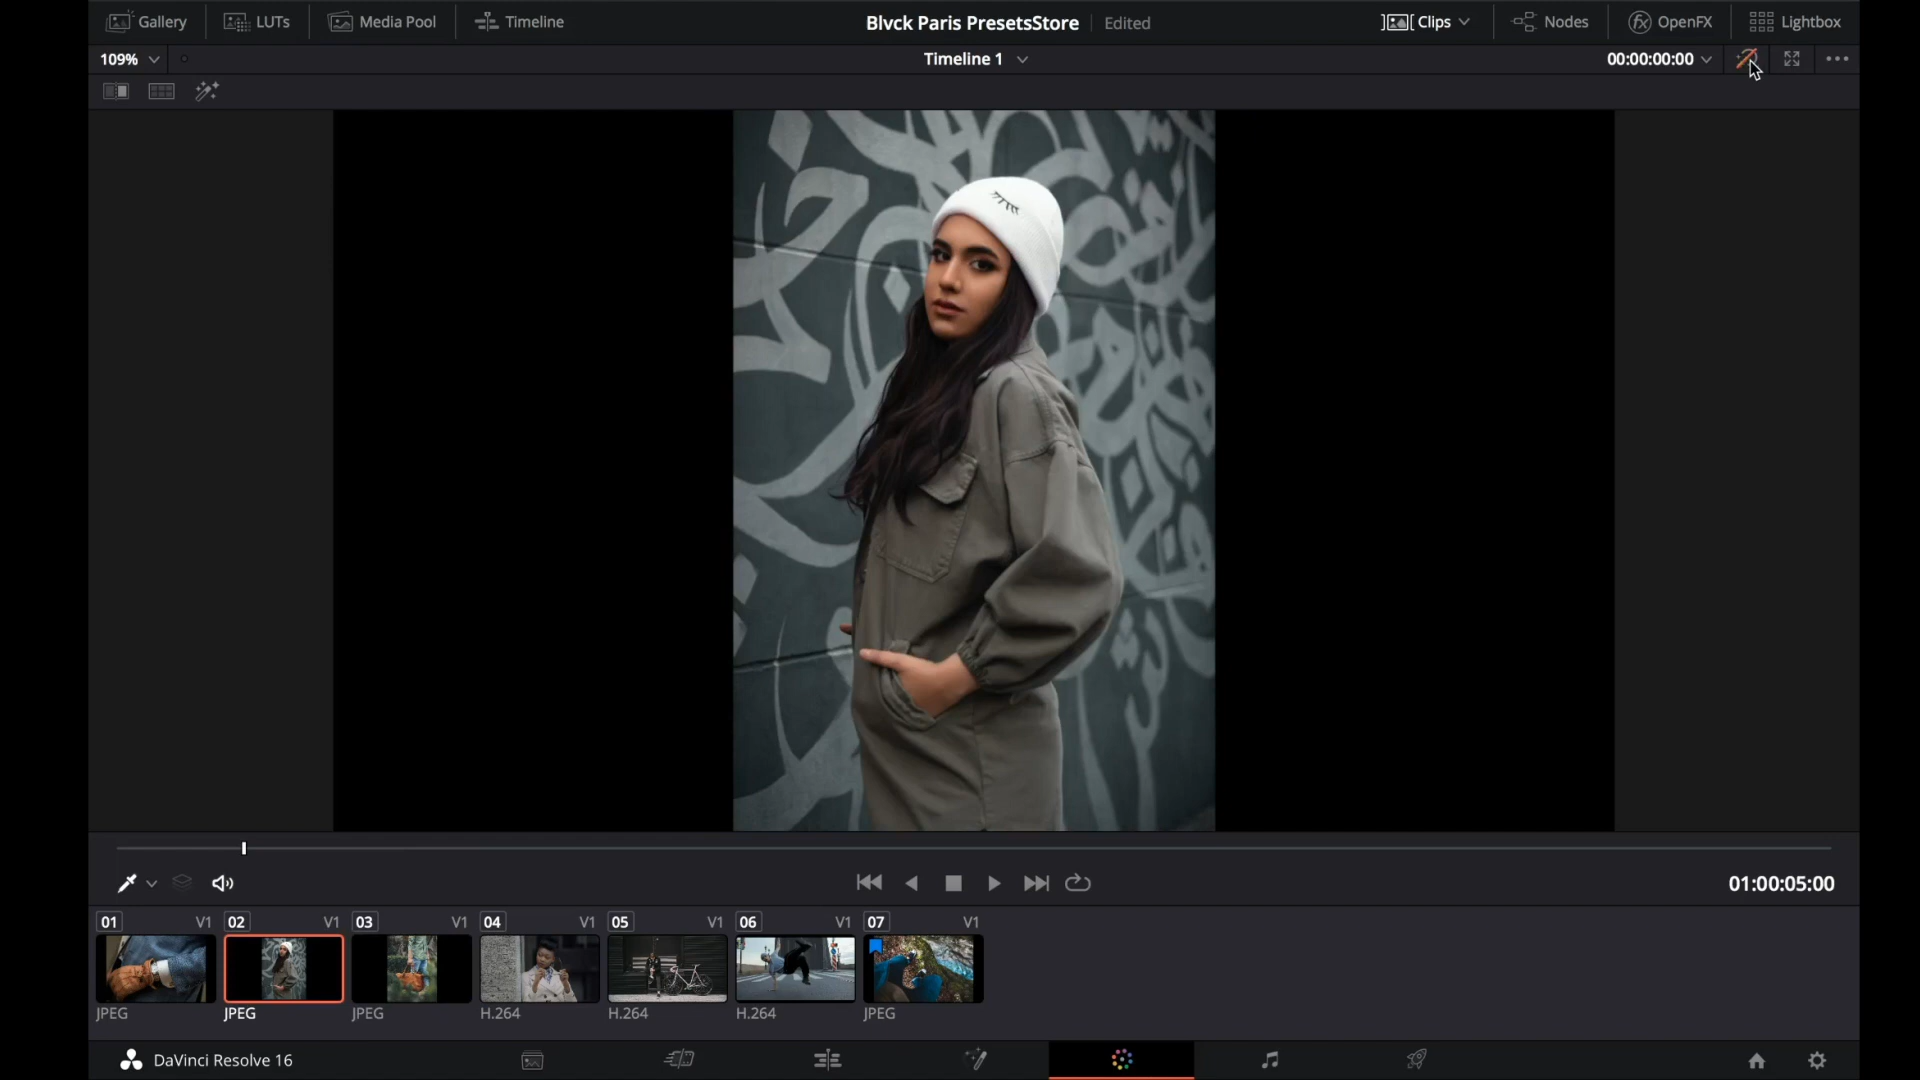 Gallery LUTs Media Pool Timeline Blvck Paris PresetsStore Edited Clips Nodes OpenFX Lightbox
109% Timeline 1 00:00:00:00
01:00:05:00
01 V1 02 V1 03 V1 04 V1 05 V1 06 V1 07 V1
JPEG JPEG JPEG H.264 H.264 H.264 JPEG
DaVinci Resolve 16